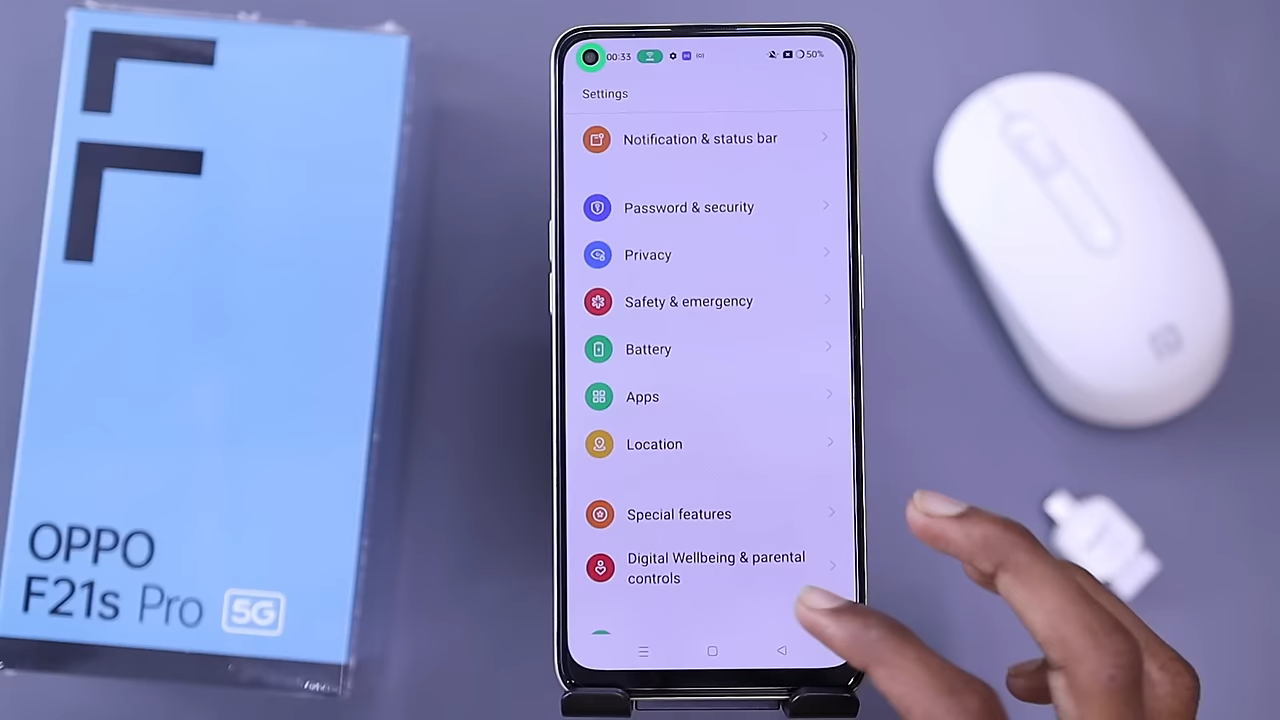 OPPO
F21s Pro 5G
00:33
50%
Settings
Notification & status bar
Password & security
Privacy
Safety & emergency
Battery
Apps
Location
Special features
Digital Wellbeing & parental
controls